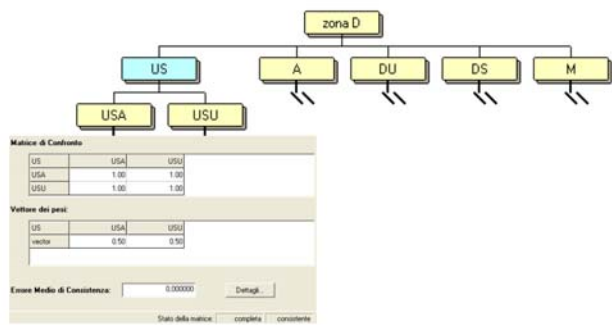 zona D
US A DU DS M
USA USU
Matrice di Confronto
US USA USU
USA 1.00 1.00
USU 1.00 1.00
Vettore dei pesi:
US USA USU
vector 0.50 0.50
Errore Medio di Consistenza: 0,000000 Dettagli...
Stato della matrice: completa consistente